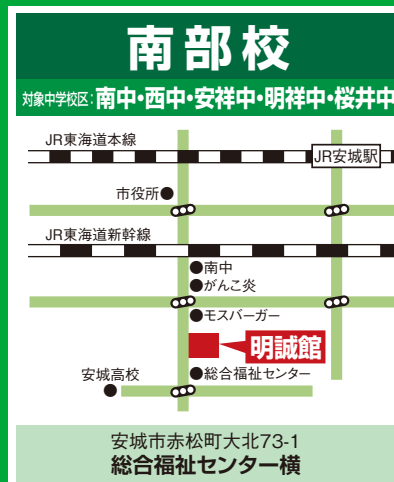 南部校
対象中学校区：南中・西中・安祥中・明祥中・桜井中
JR東海道本線
JR安城駅
市役所●
JR東海道新幹線
●南中
●がんこ炎
●モスバーガー
明誠館
安城高校
●総合福祉センター
安城市赤松町大北73-1
総合福祉センター横